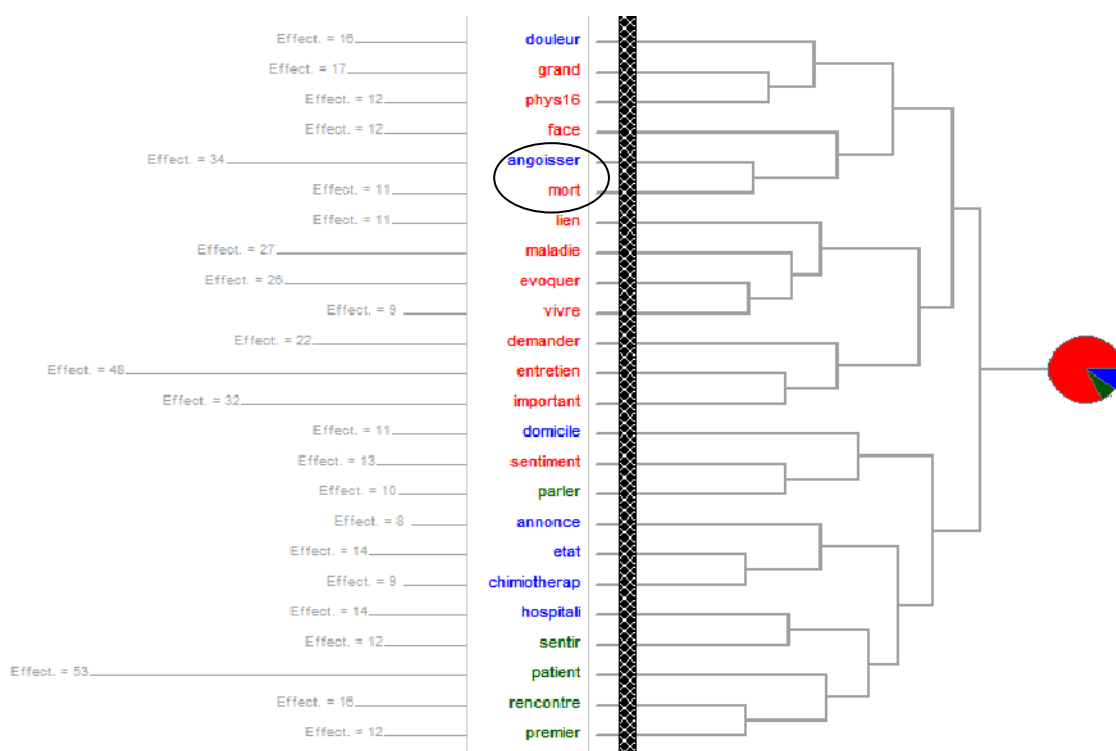 Effect. = 16 douleur
Effect. = 17 grand
Effect. = 12 phys16
Effect. = 12 face
Effect. = 34 angoisser
Effect. = 11 mort
Effect. = 11 lien
Effect. = 27 maladie
Effect. = 26 evoquer
Effect. = 9 vivre
Effect. = 22 demander
Effect. = 48 entretien
Effect. = 32 important
Effect. = 11 domicile
Effect. = 13 sentiment
Effect. = 10 parler
Effect. = 8 annonce
Effect. = 14 etat
Effect. = 9 chimiotherap
Effect. = 14 hospitali
Effect. = 12 sentir
Effect. = 53 patient
Effect. = 16 rencontre
Effect. = 12 premier